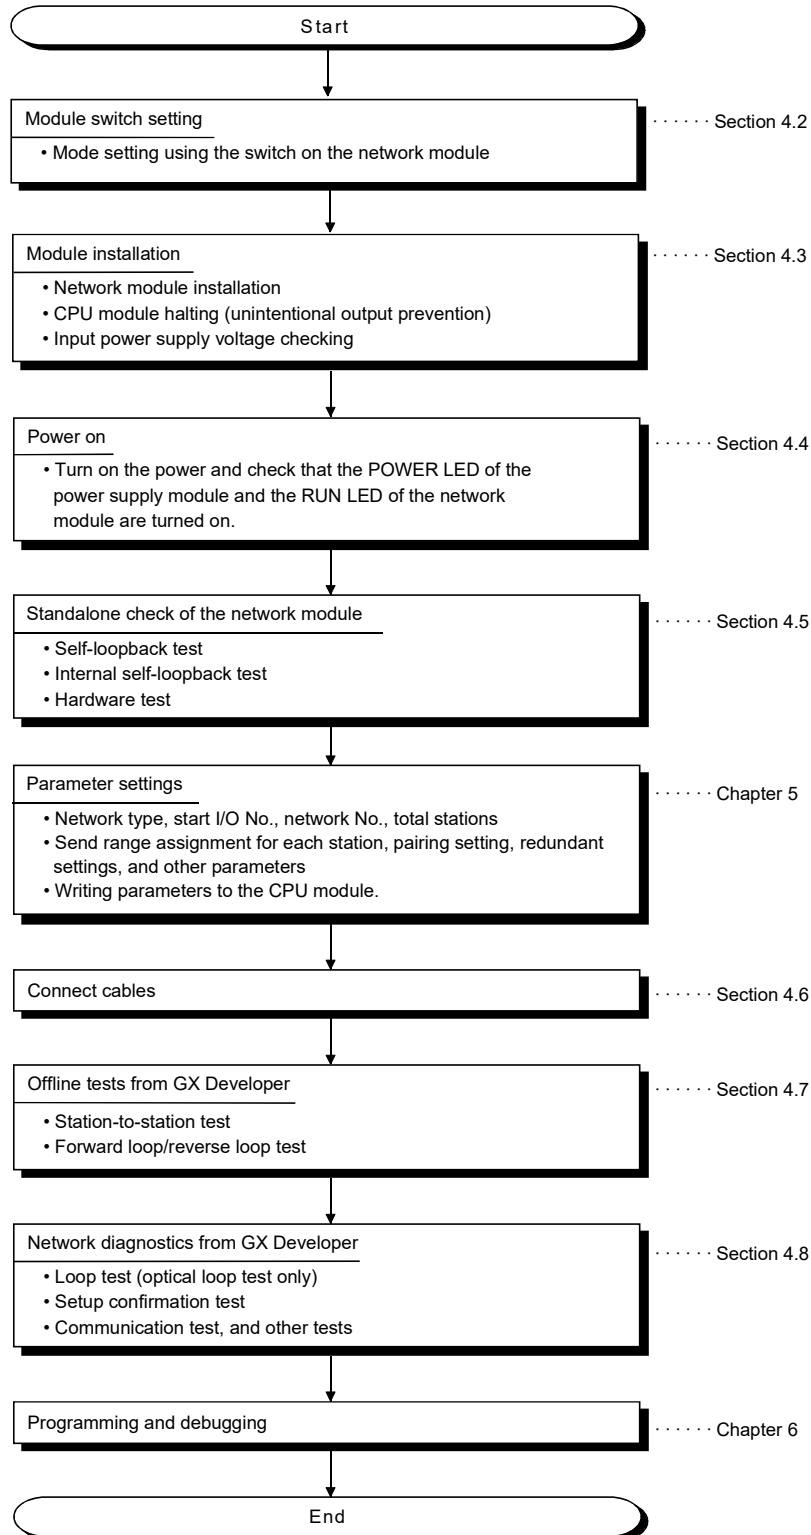 Start
Module switch setting
· · · · · · Section 4.2
• Mode setting using the switch on the network module
Module installation
· · · · · · Section 4.3
• Network module installation
• CPU module halting (unintentional output prevention)
• Input power supply voltage checking
Power on
· · · · · · Section 4.4
• Turn on the power and check that the POWER LED of the
power supply module and the RUN LED of the network
module are turned on.
Standalone check of the network module
· · · · · · Section 4.5
• Self-loopback test
• Internal self-loopback test
• Hardware test
Parameter settings
· · · · · · Chapter 5
• Network type, start I/O No., network No., total stations
• Send range assignment for each station, pairing setting, redundant
settings, and other parameters
• Writing parameters to the CPU module.
Connect cables
· · · · · · Section 4.6
Offline tests from GX Developer
· · · · · · Section 4.7
• Station-to-station test
• Forward loop/reverse loop test
Network diagnostics from GX Developer
· · · · · · Section 4.8
• Loop test (optical loop test only)
• Setup confirmation test
• Communication test, and other tests
Programming and debugging
· · · · · · Chapter 6
End